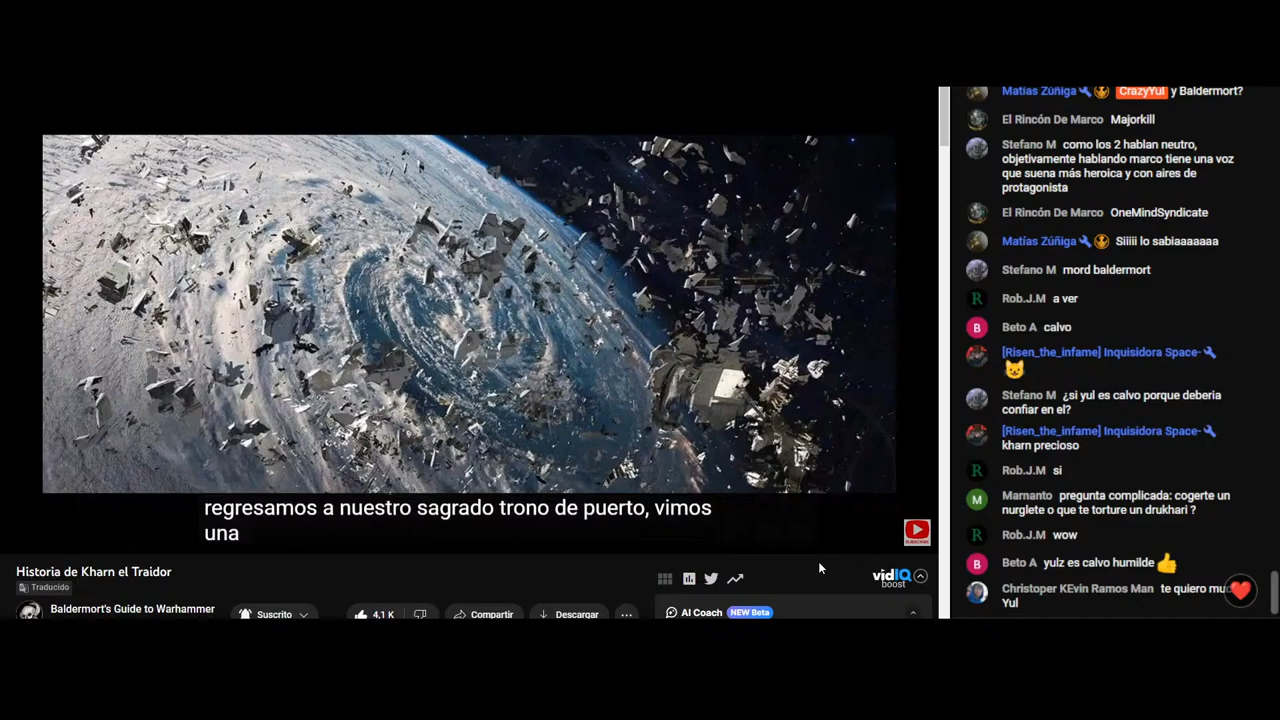 regresamos a nuestro sagrado trono de puerto, vimos
una
SUBSCRIBE
Historia de Kharn el Traidor
Traducido
vidIQ
boost
Baldermort's Guide to Warhammer
Suscrito
4,1 K
Compartir
Descargar
...
AI Coach NEW Beta
Matías Zúñiga CrazyYul y Baldermort?
El Rincón De Marco Majorkill
Stefano M como los 2 hablan neutro,
objetivamente hablando marco tiene una voz
que suena más heroica y con aires de
protagonista
El Rincón De Marco OneMindSyndicate
Matías Zúñiga Siiiii lo sabiaaaaaaa
Stefano M mord baldermort
R Rob.J.M a ver
B Beto A calvo
[Risen_the_infame] Inquisidora Space-
Stefano M ¿si yul es calvo porque deberia
confiar en el?
[Risen_the_infame] Inquisidora Space-
kharn precioso
R Rob.J.M si
M Marnanto pregunta complicada: cogerte un
nurglete o que te torture un drukhari ?
R Rob.J.M wow
B Beto A yulz es calvo humilde
Christoper KEvin Ramos Man te quiero
Yul